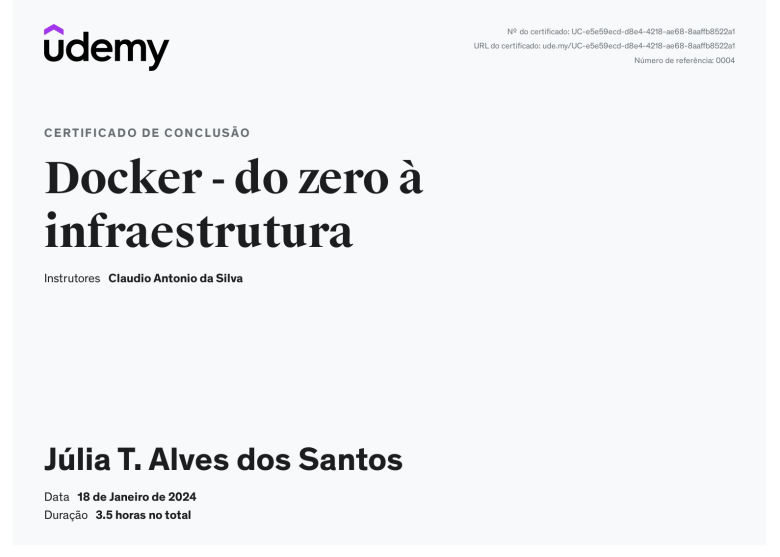 udemy
Nº do certificado: UC-e5e59ecd-d8e4-4218-ae68-8aaffb8522a1
URL do certificado: ude.my/UC-e5e59ecd-d8e4-4218-ae68-8aaffb8522a1
Número de referência: 0004
CERTIFICADO DE CONCLUSÃO
Docker - do zero à
infraestrutura
Instrutores Claudio Antonio da Silva
Júlia T. Alves dos Santos
Data 18 de Janeiro de 2024
Duração 3.5 horas no total